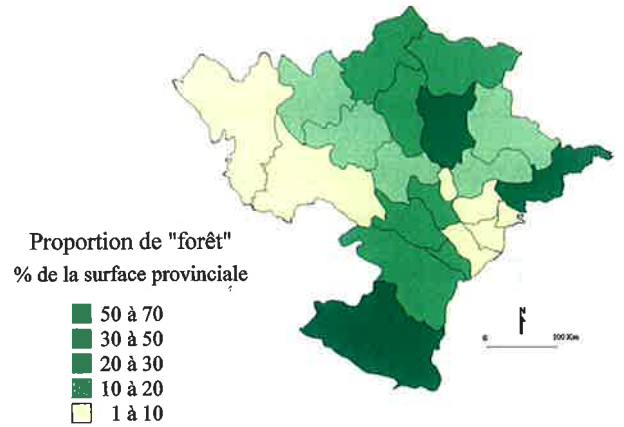 Proportion de "forêt"
% de la surface provinciale
50 à 70
30 à 50
20 à 30
10 à 20
1 à 10
N
0 100 Km